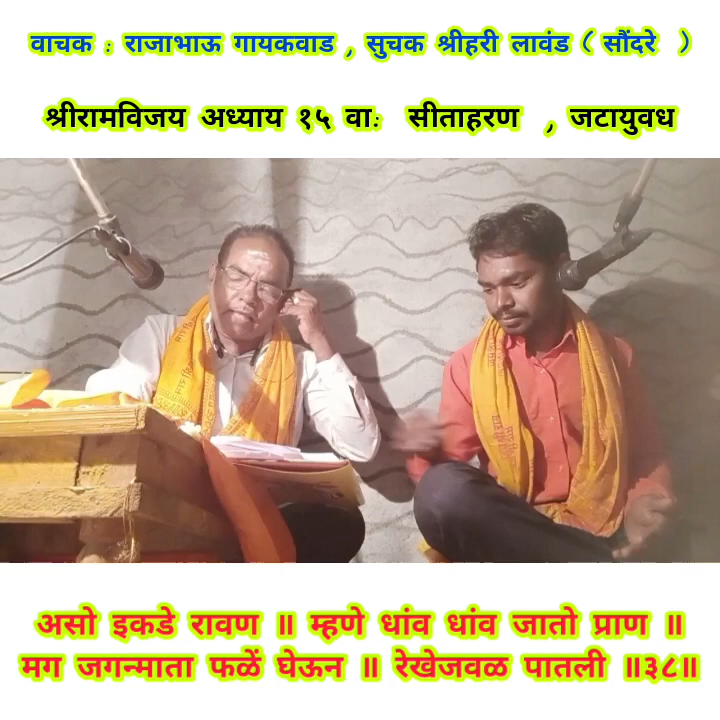 वाचक : राजाभाऊ गायकवाड , सुचक श्रीहरी लावंड ( सौंदरे )
श्रीरामविजय अध्याय १५ वाः सीताहरण , जटायुवध
असो इकडे रावण ॥ म्हणे धांव धांव जातो प्राण ॥
मग जगन्माता फळें घेऊन ॥ रेखेजवळ पातली ॥३८॥